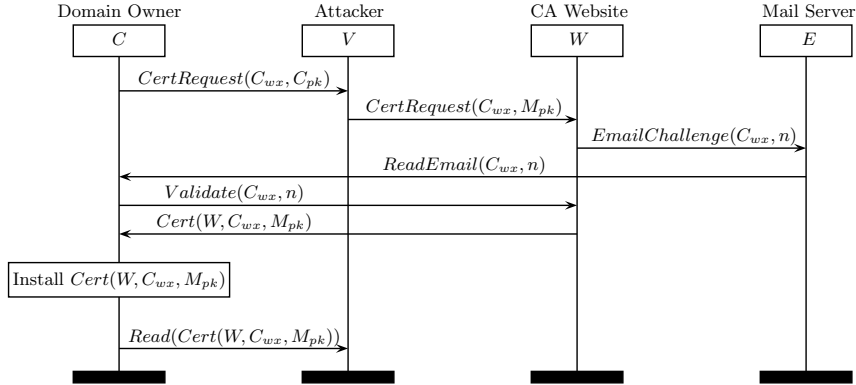 Domain Owner Attacker CA Website Mail Server
C V W E
CertRequest(C_wx, C_pk)
CertRequest(C_wx, M_pk)
EmailChallenge(C_wx, n)
ReadEmail(C_wx, n)
Validate(C_wx, n)
Cert(W, C_wx, M_pk)
Install Cert(W, C_wx, M_pk)
Read(Cert(W, C_wx, M_pk))